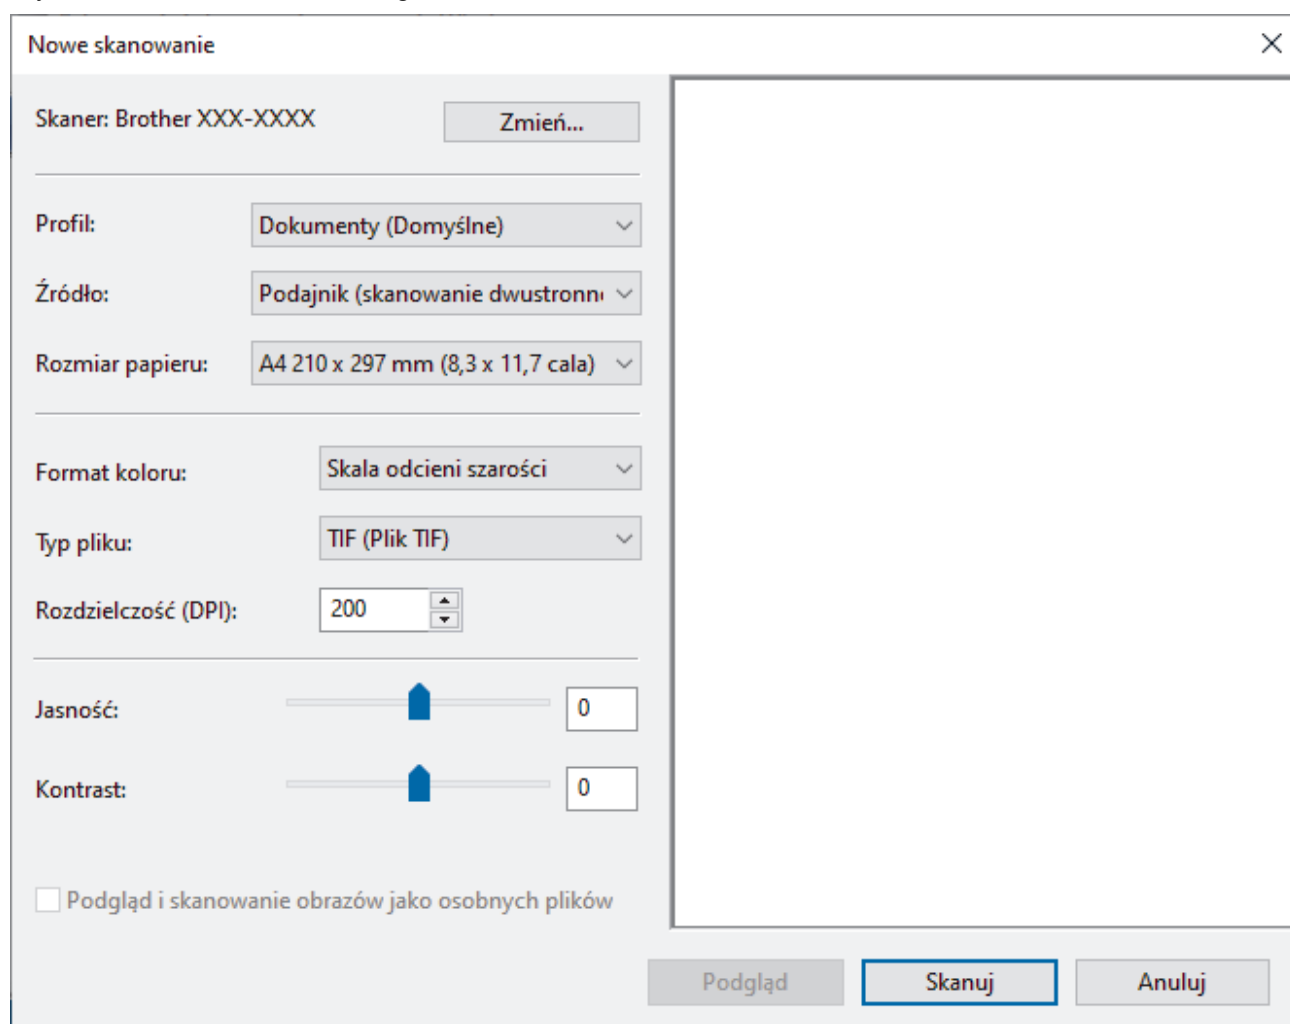 Nowe skanowanie
Skaner: Brother XXX-XXXX
Zmień...
Profil:
Dokumenty (Domyślne)
Źródło:
Podajnik (skanowanie dwustronn
Rozmiar papieru:
A4 210 x 297 mm (8,3 x 11,7 cala)
Format koloru:
Skala odcieni szarości
Typ pliku:
TIF (Plik TIF)
Rozdzielczość (DPI):
200
Jasność:
0
Kontrast:
0
Podgląd i skanowanie obrazów jako osobnych plików
Podgląd
Skanuj
Anuluj